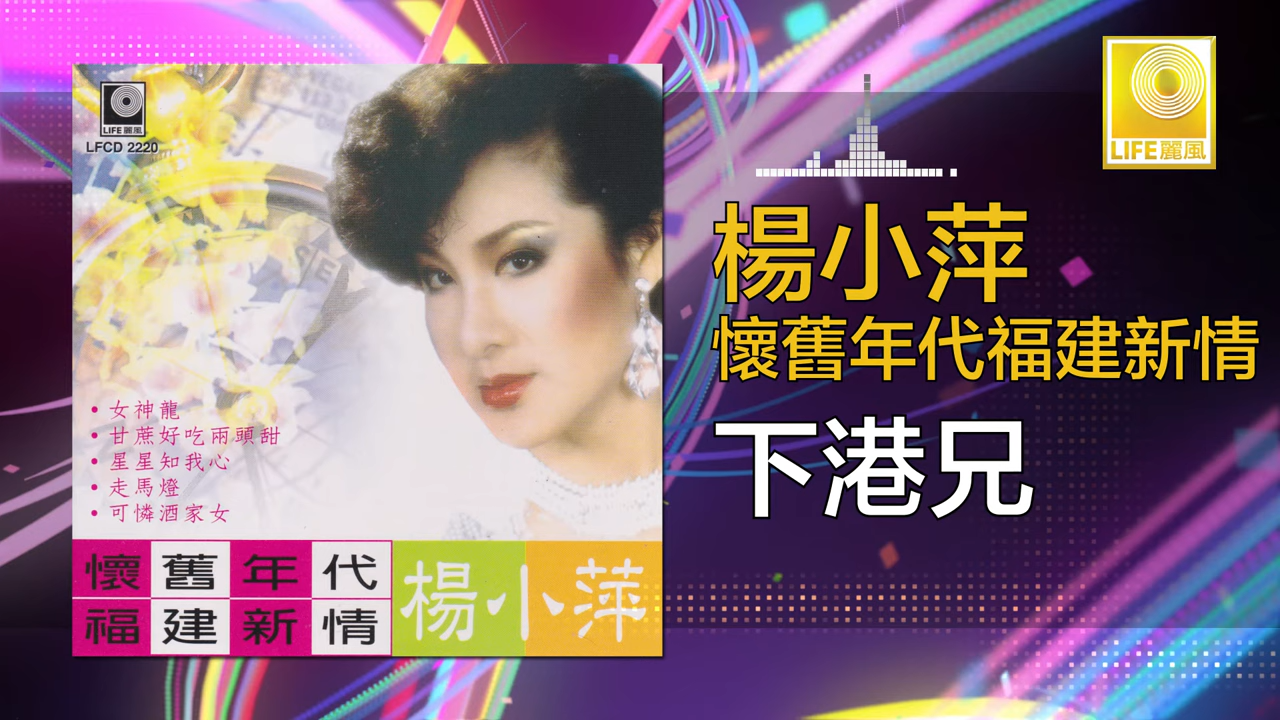 LIFE 麗風
LFCD 2220
• 女神龍
• 甘蔗好吃兩頭甜
• 星星知我心
• 走馬燈
• 可憐酒家女
懷舊年代
福建新情
楊小萍
LIFE 麗風
楊小萍
懷舊年代福建新情
下港兄